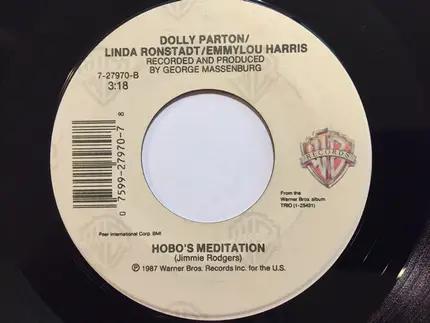 DOLLY PARTON/
LINDA RONSTADT/EMMYLOU HARRIS
RECORDED AND PRODUCED
BY GEORGE MASSENBURG
7-27970-B
3:18
0 7599-27970-7 8
RECORDS
From the
Warner Bros. album
TRIO (1-25491)
Peer International Corp. BMI
HOBO'S MEDITATION
(Jimmie Rodgers)
℗ 1987 Warner Bros. Records Inc. for the U.S.